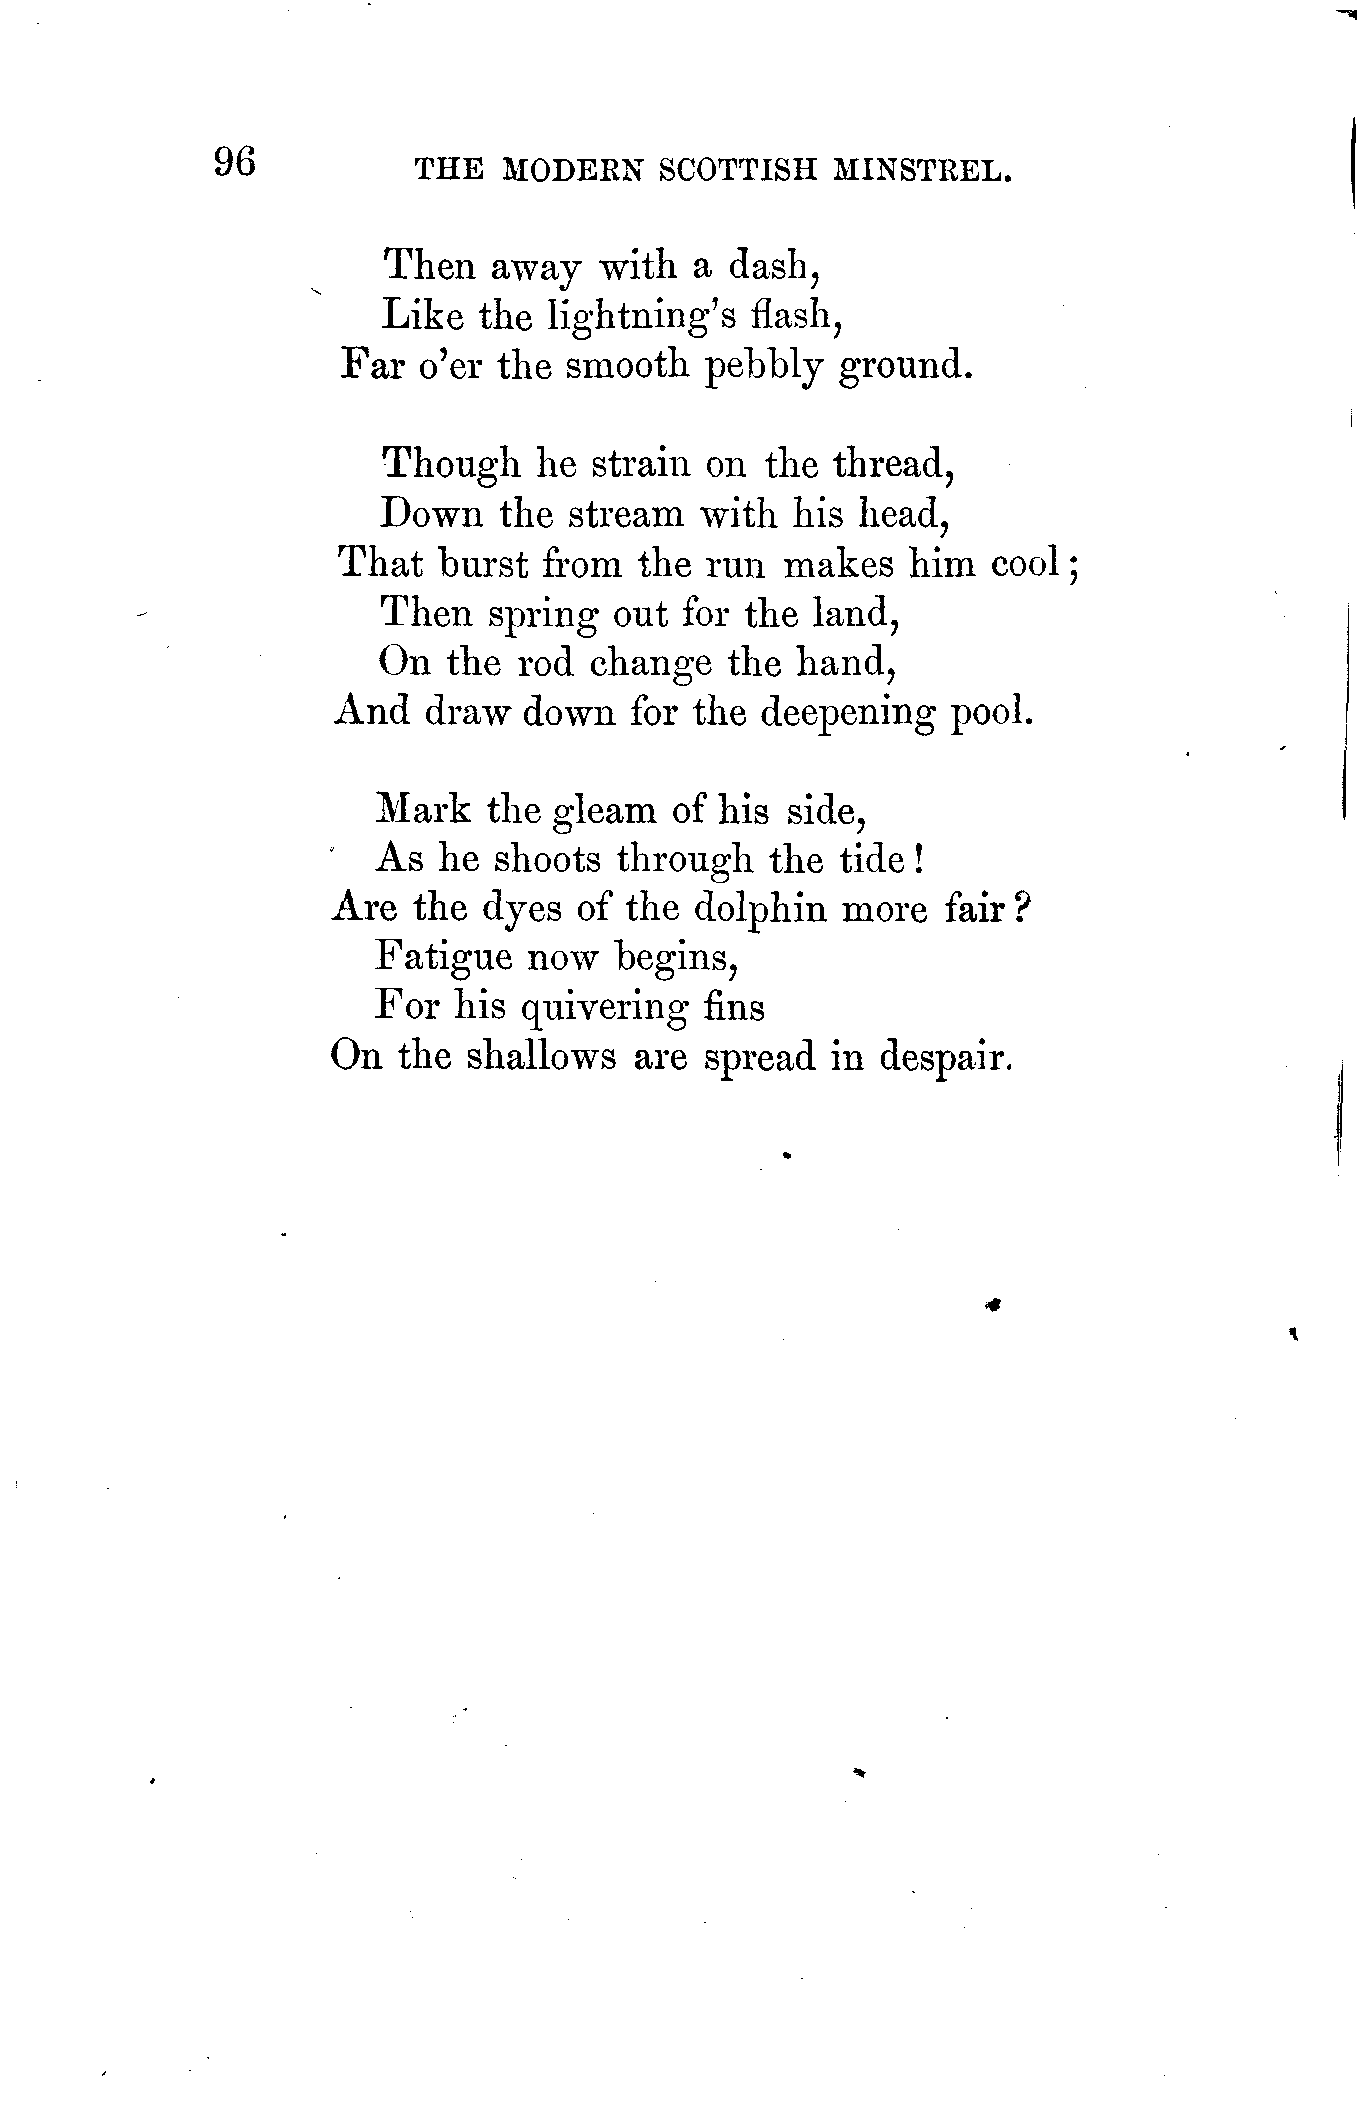 96 THE MODERN SCOTTISH MINSTREL.
Then away with a dash,
Like the lightning's flash,
Far o'er the smooth pebbly ground.
Though he strain on the thread,
Down the stream with his head,
That burst from the run makes him cool;
Then spring out for the land,
On the rod change the hand,
And draw down for the deepening pool.
Mark the gleam of his side,
As he shoots through the tide!
Are the dyes of the dolphin more fair?
Fatigue now begins,
For his quivering fins
On the shallows are spread in despair.